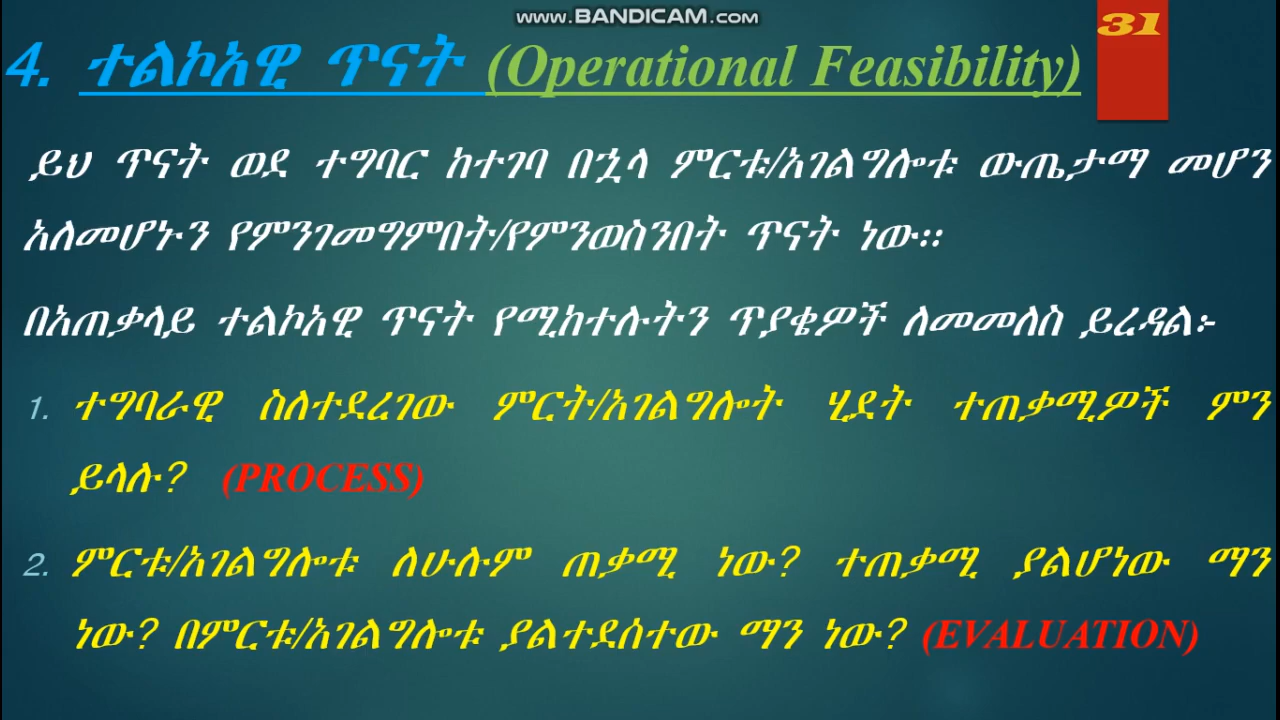 www.BANDICAM.com
31
4. ተልኮአዊ ጥናት (Operational Feasibility)
ይህ ጥናት ወደ ተግባር ከተገባ በኋላ ምርቱ/አገልግሎቱ ውጤታማ መሆን
አለመሆኑን የምንገመግምበት/የምንወስንበት ጥናት ነው፡፡
በአጠቃላይ ተልኮአዊ ጥናት የሚከተሉትን ጥያቄዎች ለመመለስ ይረዳል፦
1. ተግባራዊ ስለተደረገው ምርት/አገልግሎት ሂደት ተጠቃሚዎች ምን
ይላሉ? (PROCESS)
2. ምርቱ/አገልግሎቱ ለሁሉም ጠቃሚ ነው? ተጠቃሚ ያልሆነው ማን
ነው? በምርቱ/አገልግሎቱ ያልተደሰተው ማን ነው? (EVALUATION)